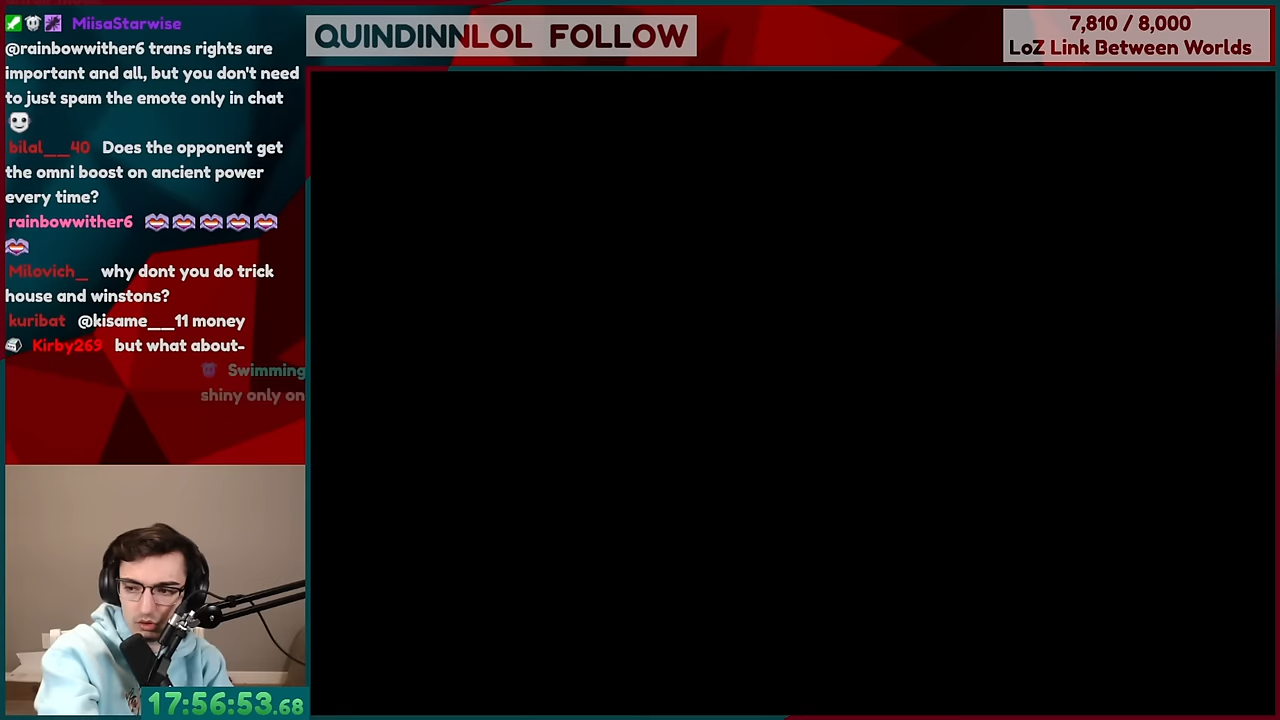 MiisaStarwise
@rainbowwither6 trans rights are
important and all, but you don't need
to just spam the emote only in chat
bilal__40 Does the opponent get
the omni boost on ancient power
every time?
rainbowwither6
Milovich_ why dont you do trick
house and winstons?
kuribat @kisame__11 money
Kirby269 but what about-
Swimming
shiny only on
17:56:53.68
QUINDINNLOL FOLLOW
7,810 / 8,000
LoZ Link Between Worlds